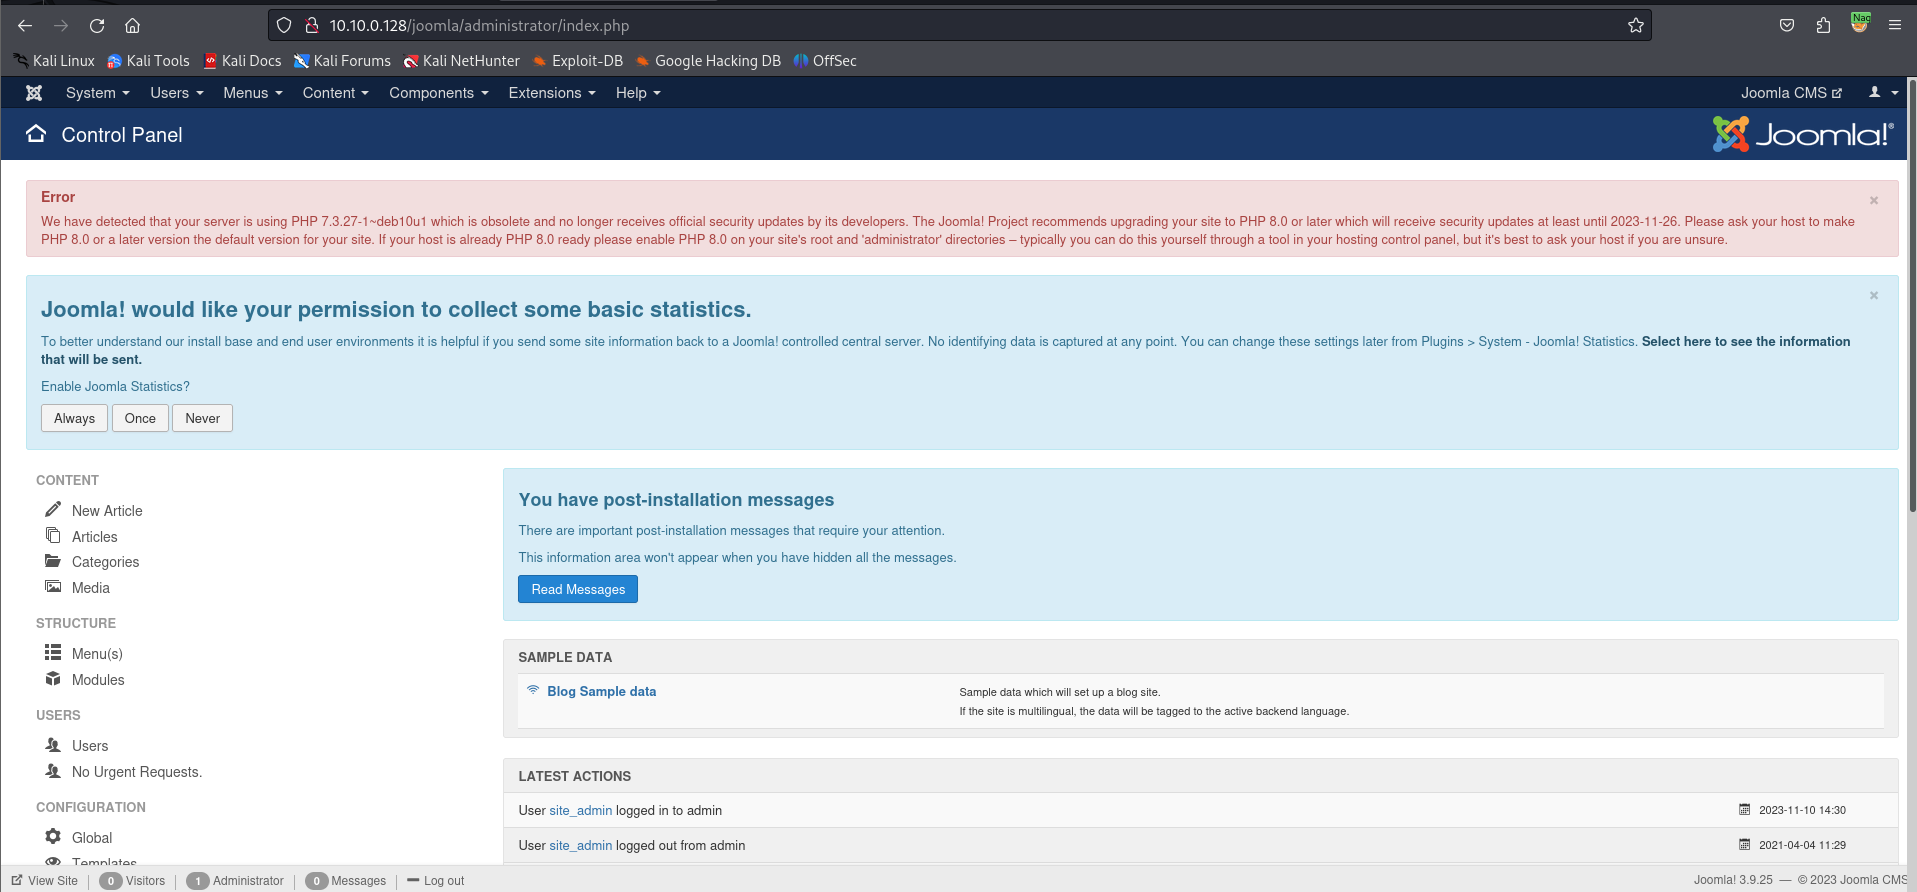 10.10.0.128/joomla/administrator/index.php
Nac
Kali Linux Kali Tools Kali Docs Kali Forums Kali NetHunter Exploit-DB Google Hacking DB OffSec
System Users Menus Content Components Extensions Help Joomla CMS
Control Panel Joomla!®
Error
We have detected that your server is using PHP 7.3.27-1~deb10u1 which is obsolete and no longer receives official security updates by its developers. The Joomla! Project recommends upgrading your site to PHP 8.0 or later which will receive security updates at least until 2023-11-26. Please ask your host to make
PHP 8.0 or a later version the default version for your site. If your host is already PHP 8.0 ready please enable PHP 8.0 on your site's root and 'administrator' directories – typically you can do this yourself through a tool in your hosting control panel, but it's best to ask your host if you are unsure.
Joomla! would like your permission to collect some basic statistics.
To better understand our install base and end user environments it is helpful if you send some site information back to a Joomla! controlled central server. No identifying data is captured at any point. You can change these settings later from Plugins > System - Joomla! Statistics. Select here to see the information
that will be sent.
Enable Joomla Statistics?
Always Once Never
CONTENT
New Article
Articles
Categories
Media
STRUCTURE
Menu(s)
Modules
USERS
Users
No Urgent Requests.
CONFIGURATION
Global
Templates
You have post-installation messages
There are important post-installation messages that require your attention.
This information area won't appear when you have hidden all the messages.
Read Messages
SAMPLE DATA
Blog Sample data
Sample data which will set up a blog site.
If the site is multilingual, the data will be tagged to the active backend language.
LATEST ACTIONS
User site_admin logged in to admin 2023-11-10 14:30
User site_admin logged out from admin 2021-04-04 11:29
View Site 0 Visitors 1 Administrator 0 Messages Log out Joomla! 3.9.25 — © 2023 Joomla CMS